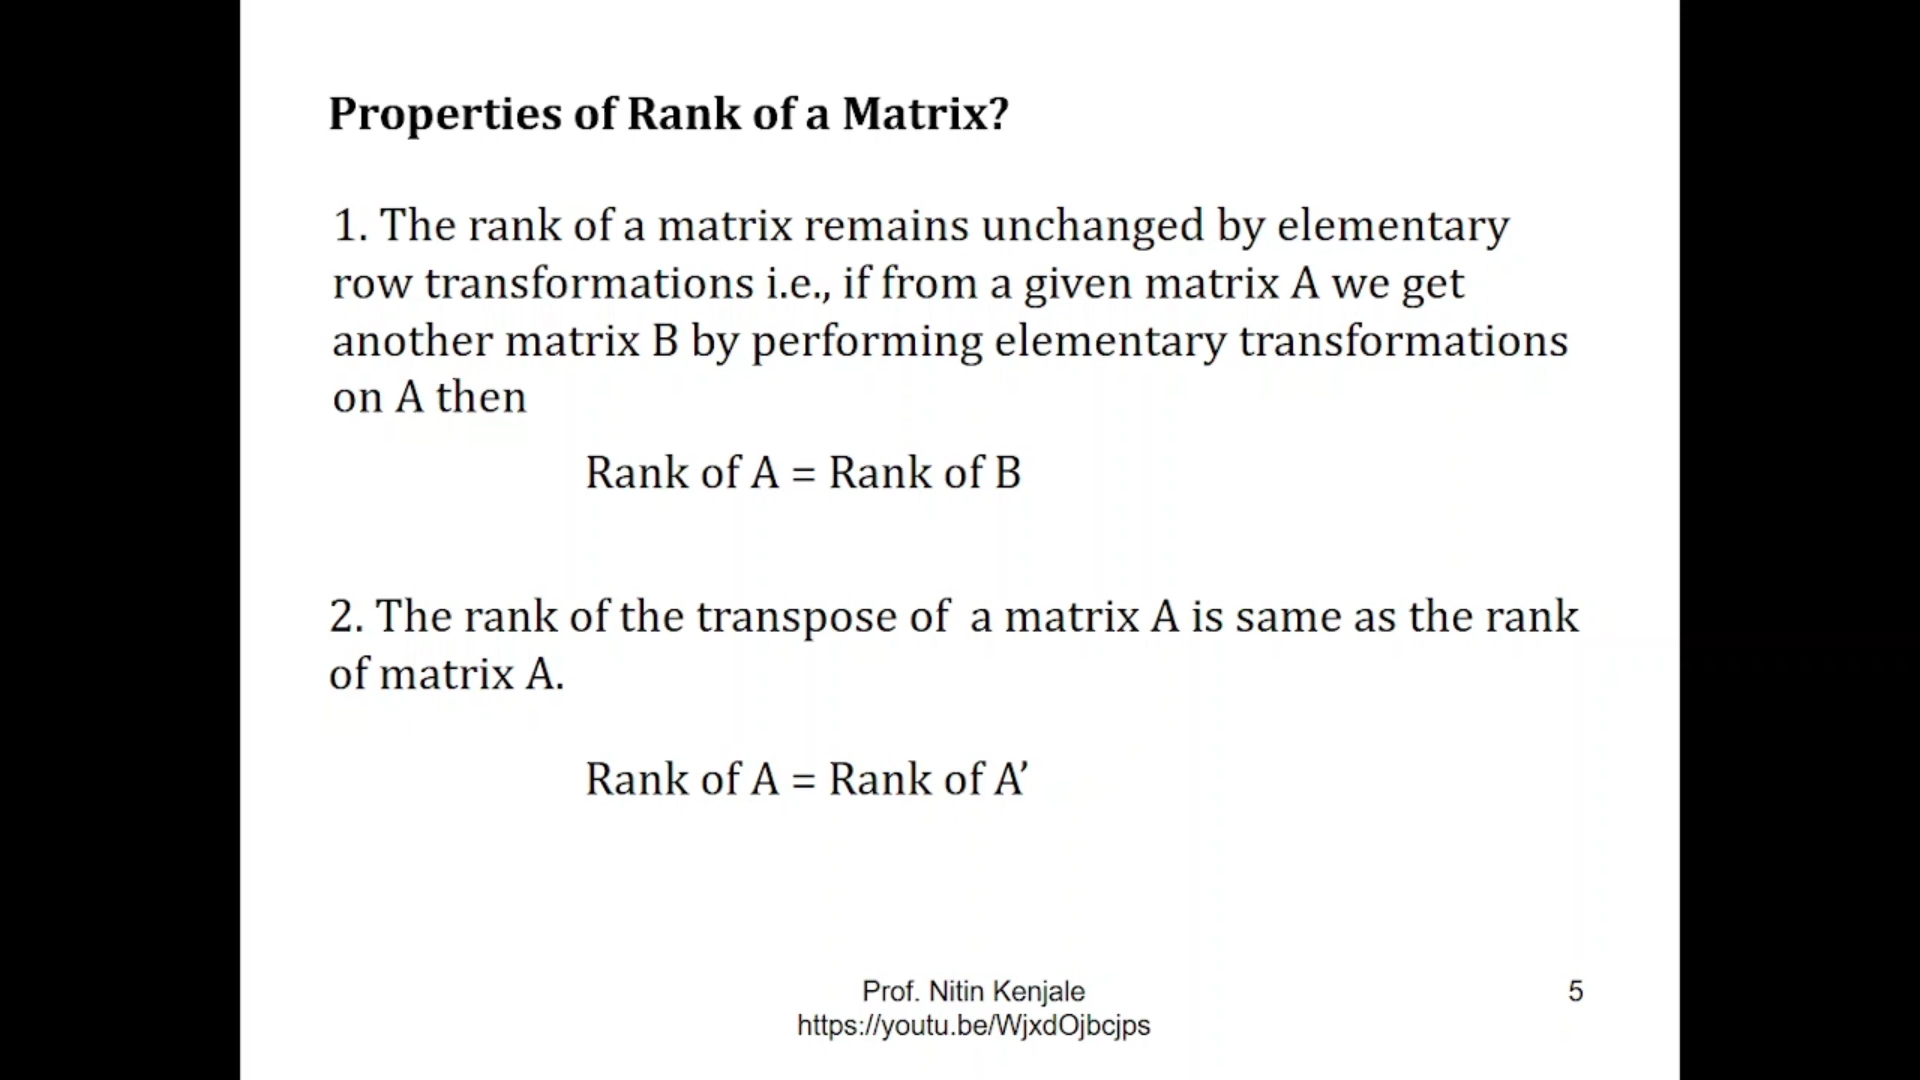 Properties of Rank of a Matrix?
1. The rank of a matrix remains unchanged by elementary
row transformations i.e., if from a given matrix A we get
another matrix B by performing elementary transformations
on A then
Rank of A = Rank of B
2. The rank of the transpose of a matrix A is same as the rank
of matrix A.
Rank of A = Rank of A’
Prof. Nitin Kenjale
5
https://youtu.be/WjxdOjbcjps